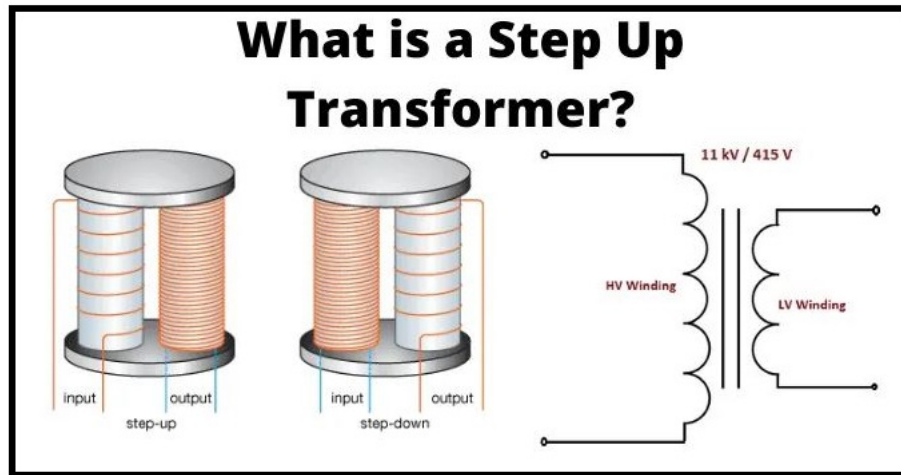 What is a Step Up
Transformer?
11 kV / 415 V
HV Winding
LV Winding
input
output
step-up
input
output
step-down